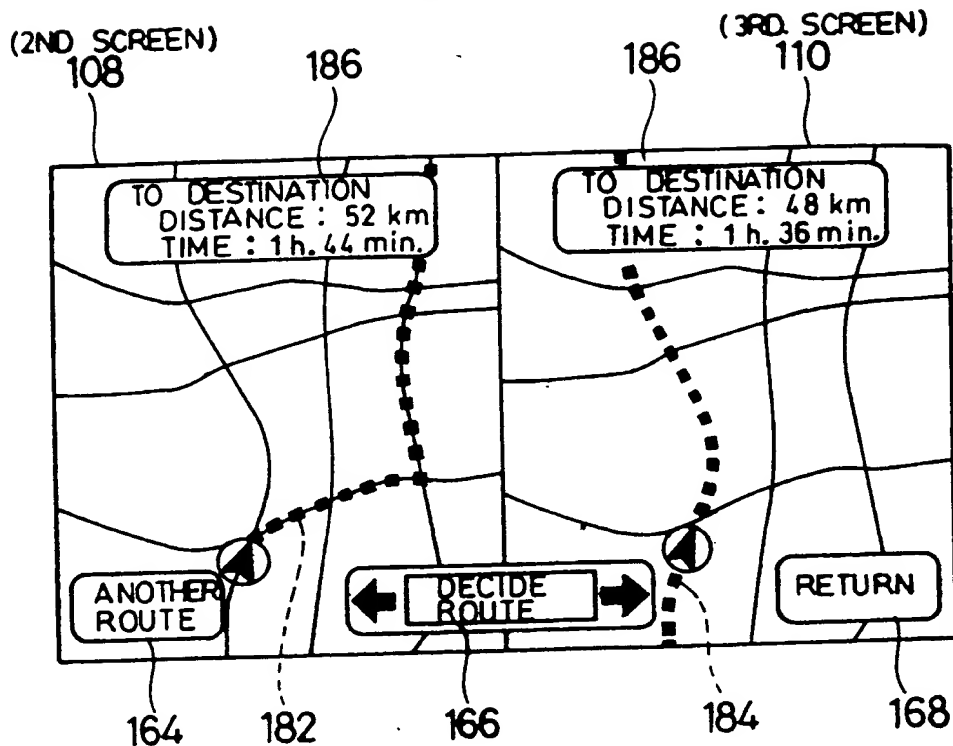 (2ND. SCREEN)
108
186
186
(3RD. SCREEN)
110
TO DESTINATION
DISTANCE : 52 km
TIME : 1 h. 44 min.
TO DESTINATION
DISTANCE : 48 km
TIME : 1 h. 36 min.
ANOTHER
ROUTE
DECIDE
ROUTE
RETURN
164
182
166
184
168